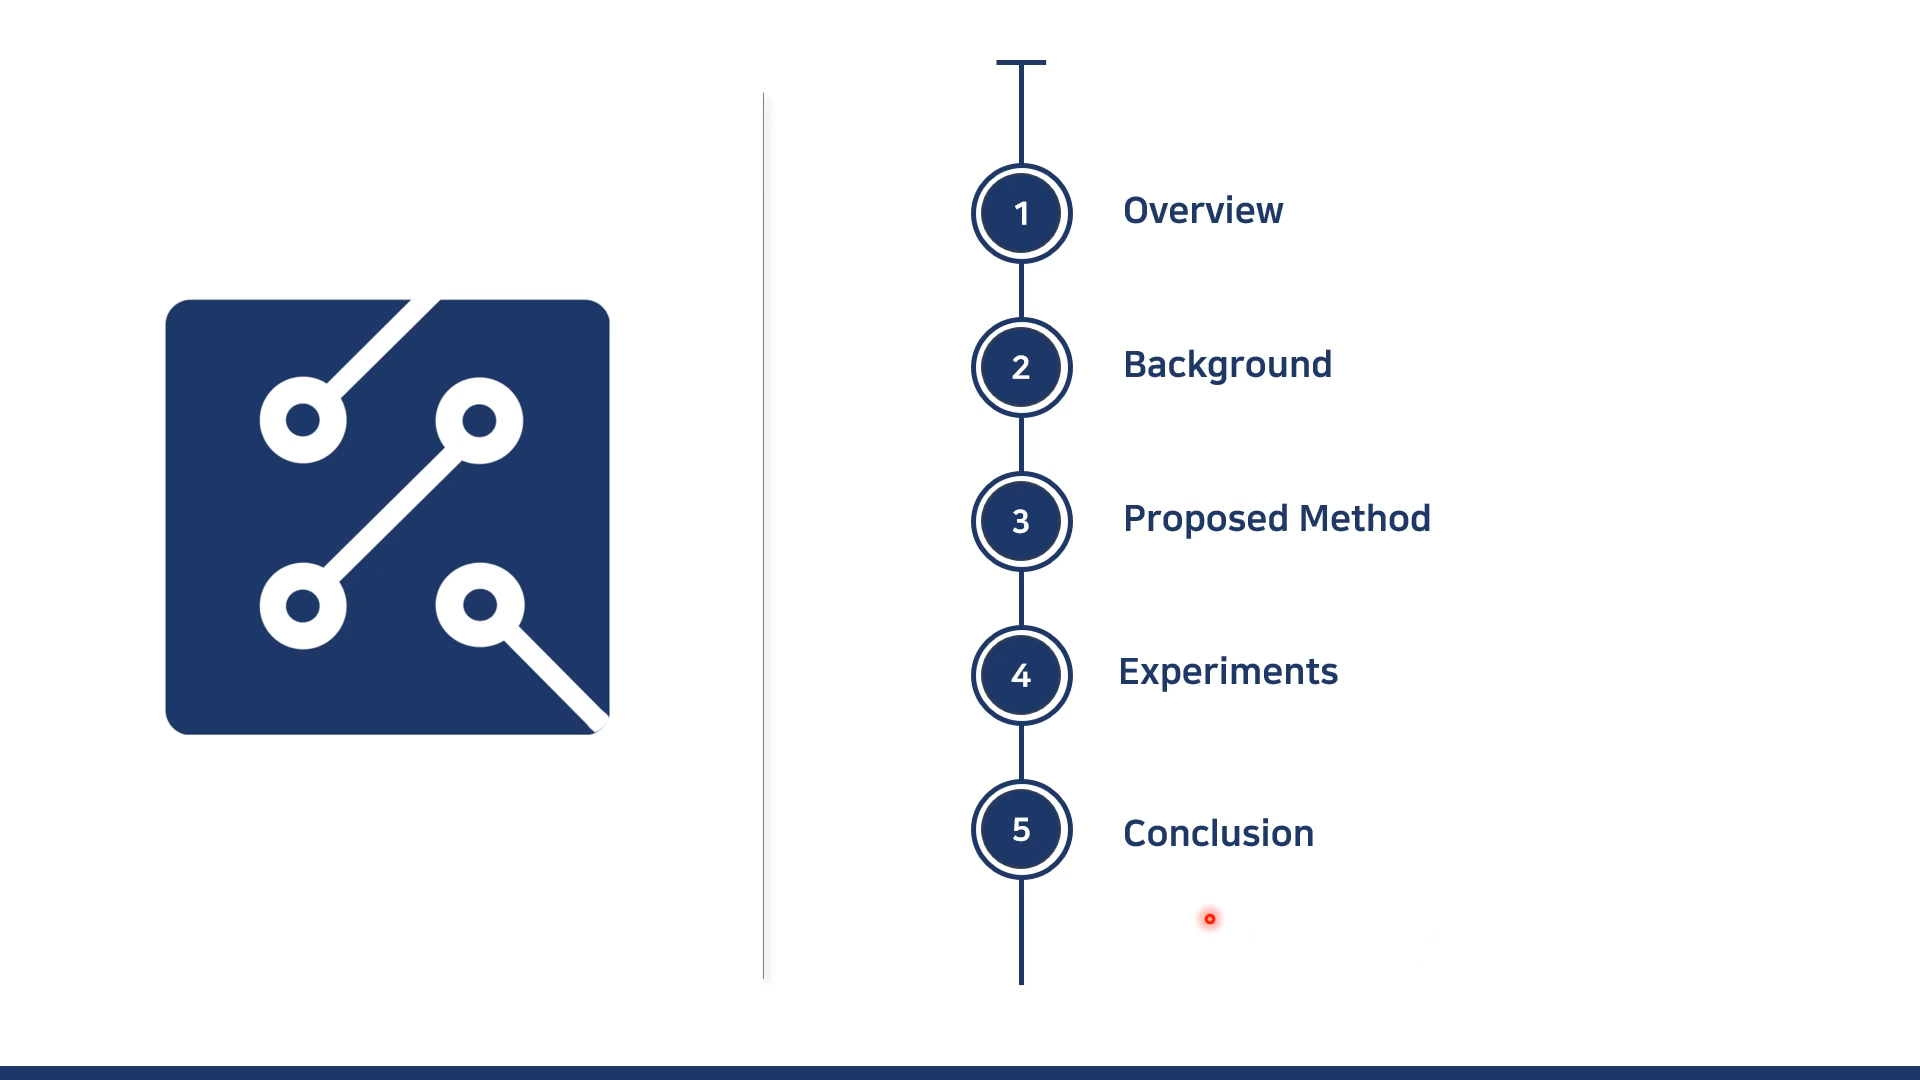 1 Overview
2 Background
3 Proposed Method
4 Experiments
5 Conclusion